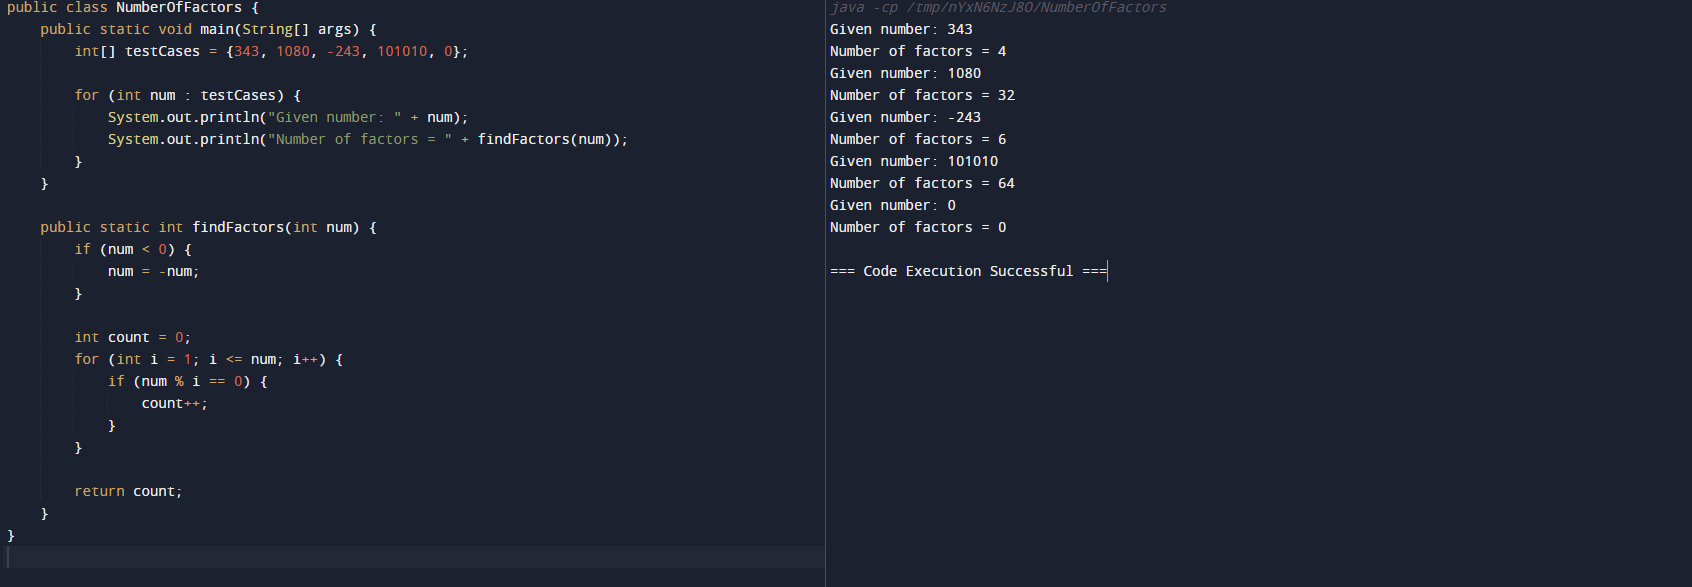 public class NumberOfFactors {
    public static void main(String[] args) {
        int[] testCases = {343, 1080, -243, 101010, 0};

        for (int num : testCases) {
            System.out.println("Given number: " + num);
            System.out.println("Number of factors = " + findFactors(num));
        }
    }

    public static int findFactors(int num) {
        if (num < 0) {
            num = -num;
        }

        int count = 0;
        for (int i = 1; i <= num; i++) {
            if (num % i == 0) {
                count++;
            }
        }

        return count;
    }
}
java -cp /tmp/nYxN6NzJ8O/NumberOfFactors
Given number: 343
Number of factors = 4
Given number: 1080
Number of factors = 32
Given number: -243
Number of factors = 6
Given number: 101010
Number of factors = 64
Given number: 0
Number of factors = 0

=== Code Execution Successful ===